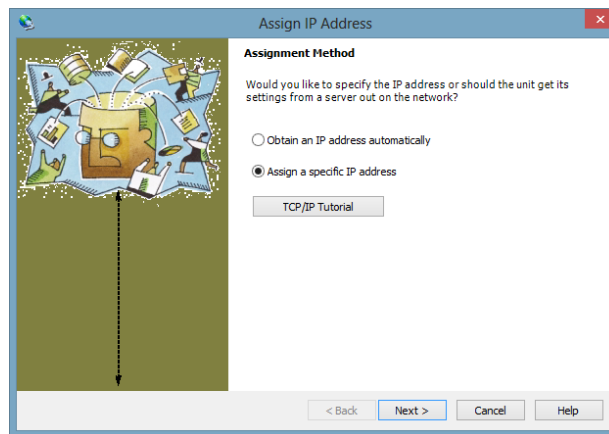 Assign IP Address
Assignment Method
Would you like to specify the IP address or should the unit get its
settings from a server out on the network?
Obtain an IP address automatically
Assign a specific IP address
TCP/IP Tutorial
< Back
Next >
Cancel
Help